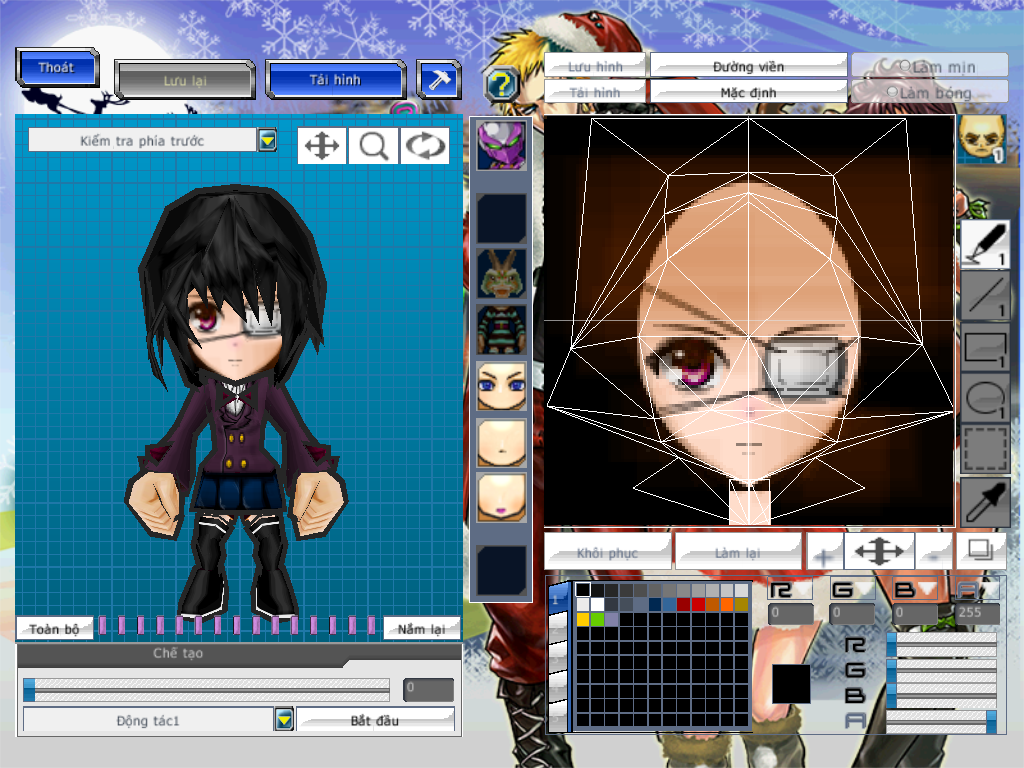 Thoát
Lưu lại
Tải hình
?
Lưu hình
Đường viền
Làm mịn
Tải hình
Mặc định
Làm bóng
Kiểm tra phía trước
1
1
1
1
1
Khôi phục
Làm lại
+
-
R
G
B
A
0
0
0
255
R
G
B
A
Toàn bộ
Nắm lại
Chế tạo
0
Động tác1
Bắt đầu